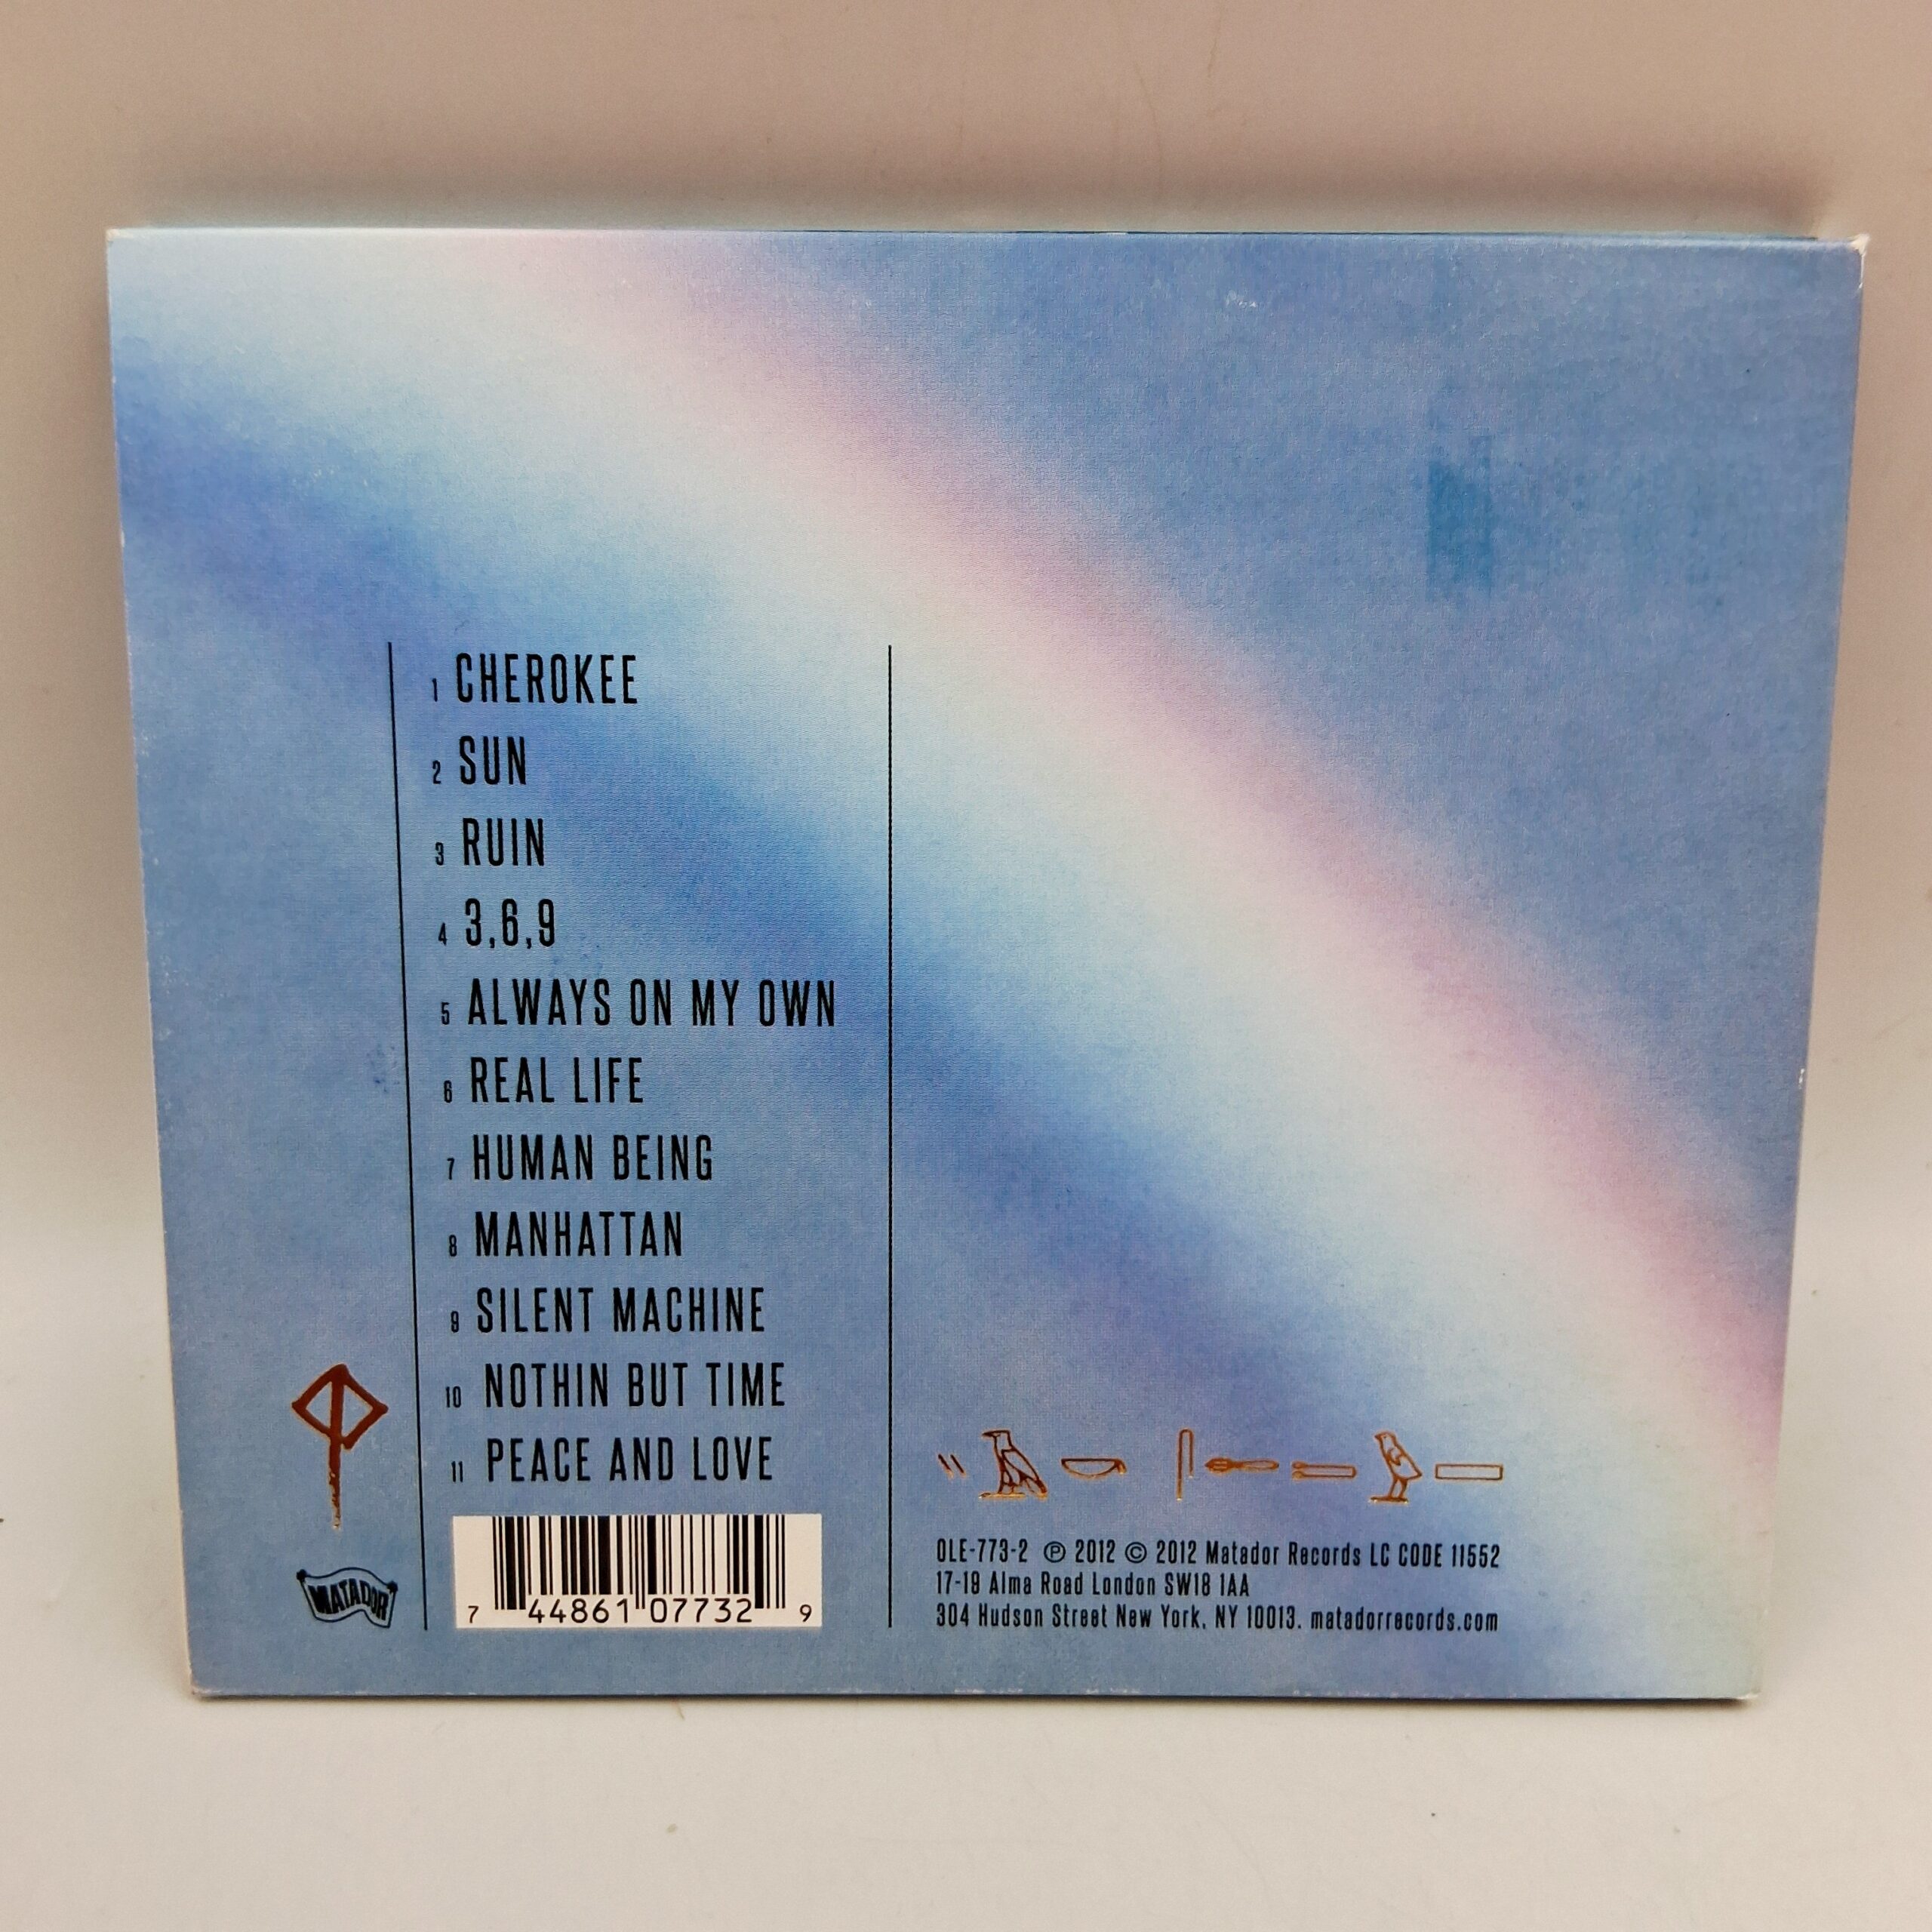 1 CHEROKEE
2 SUN
3 RUIN
4 3,6,9
5 ALWAYS ON MY OWN
6 REAL LIFE
7 HUMAN BEING
8 MANHATTAN
9 SILENT MACHINE
10 NOTHIN BUT TIME
11 PEACE AND LOVE
MATADOR
7 44861 07732 9
OLE-773-2 ℗ 2012 © 2012 Matador Records LC CODE 11552
17-19 Alma Road London SW18 1AA
304 Hudson Street New York, NY 10013. matadorrecords.com